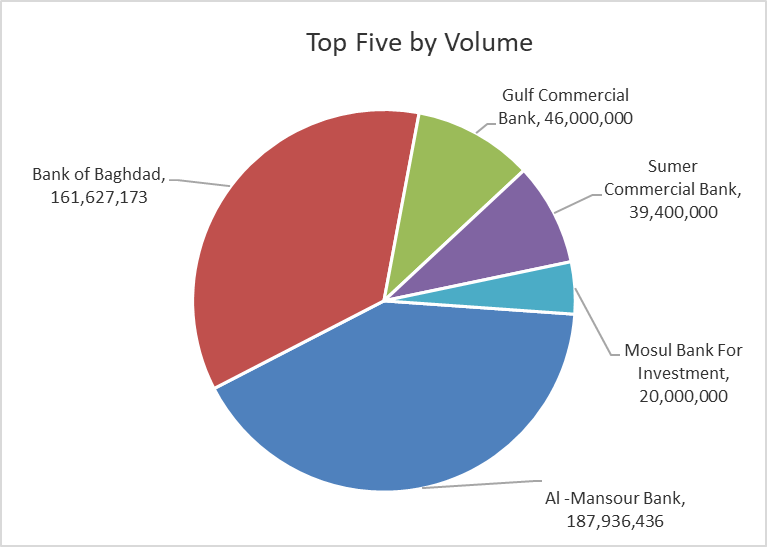 Top Five by Volume
Gulf Commercial
Bank, 46,000,000
Sumer
Commercial Bank,
39,400,000
Bank of Baghdad,
161,627,173
Mosul Bank For
Investment,
20,000,000
Al -Mansour Bank,
187,936,436